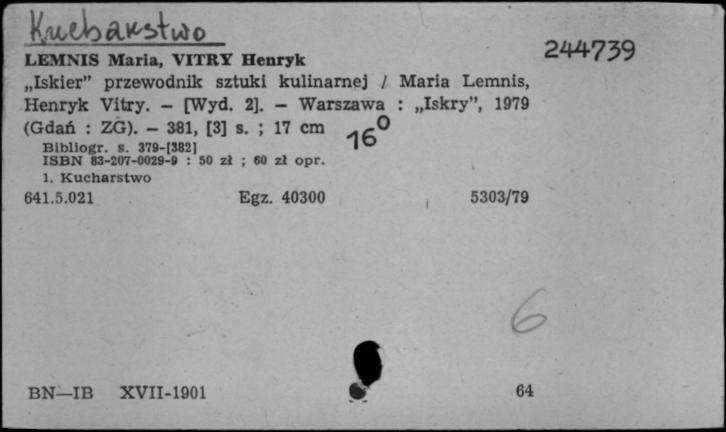 Kucharstwo
244739
LEMNIS Maria, VITRY Henryk
„Iskier” przewodnik sztuki kulinarnej / Maria Lemnis,
Henryk Vitry. — [Wyd. 2]. — Warszawa : „Iskry”, 1979
(Gdań : ZG). — 381, [3] s. ; 17 cm
16⁰
Bibliogr. s. 379-[382]
ISBN 83-207-0029-9 : 50 zł ; 60 zł opr.
1. Kucharstwo
641.5.021 Egz. 40300 5303/79
6
BN—IB XVII-1901 64